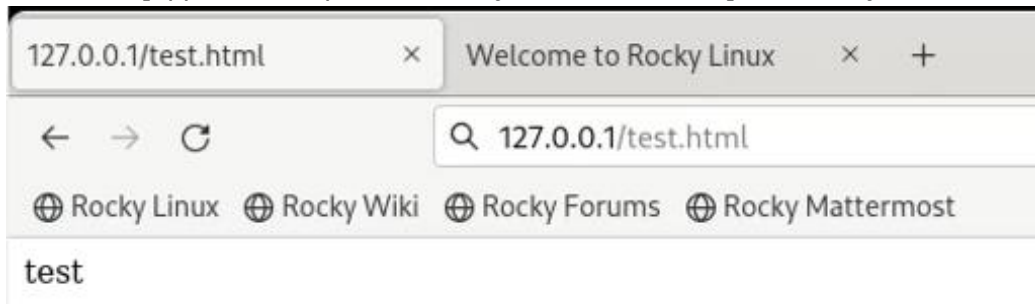 127.0.0.1/test.html × Welcome to Rocky Linux × +
127.0.0.1/test.html
Rocky Linux Rocky Wiki Rocky Forums Rocky Mattermost
test